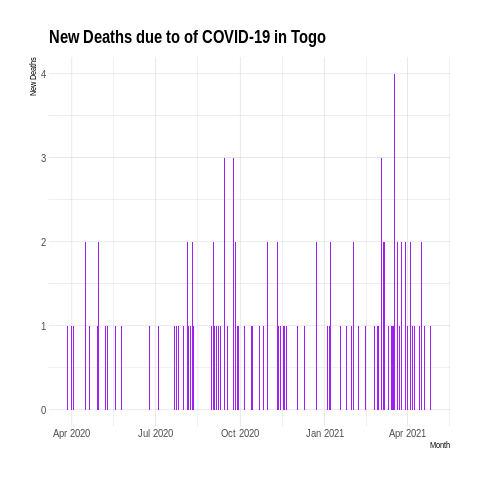 New Deaths due to of COVID-19 in Togo
New Deaths
4
3
2
1
0
Apr 2020 Jul 2020 Oct 2020 Jan 2021 Apr 2021
Month